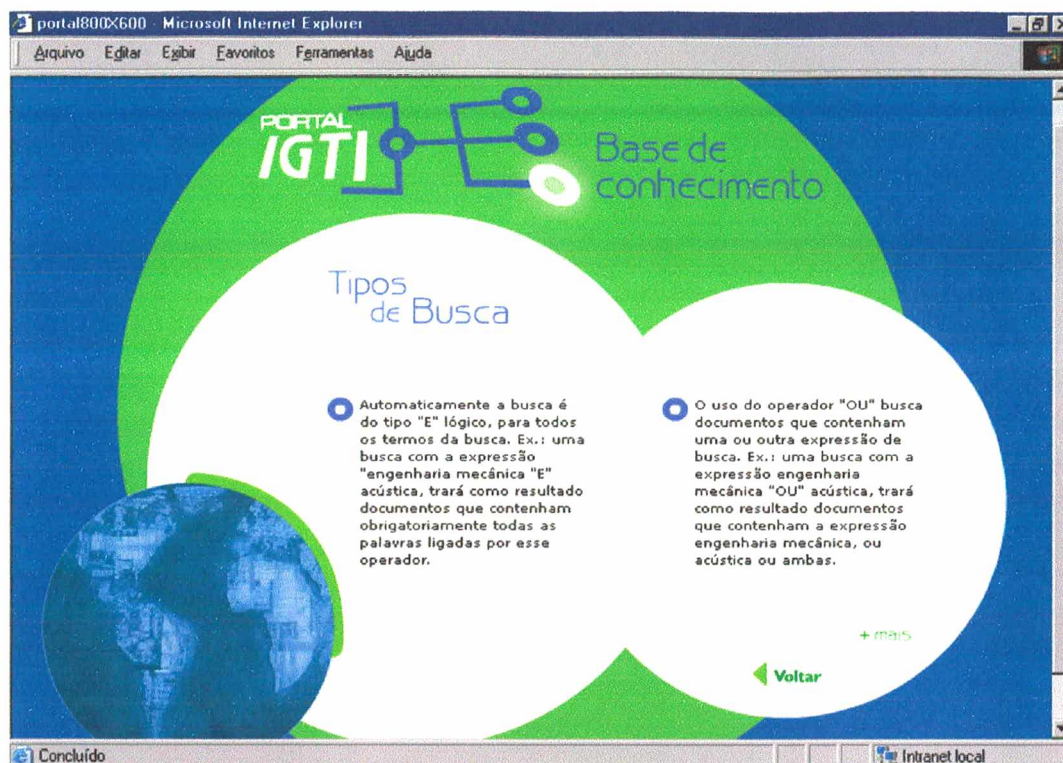 portal800X600 - Microsoft Internet Explorer
Arquivo Editar Exibir Favoritos Ferramentas Ajuda
PORTAL
IGTI
Base de
conhecimento
Tipos
de Busca
Automaticamente a busca é
do tipo "E" lógico, para todos
os termos da busca. Ex.: uma
busca com a expressão
"engenharia mecânica "E"
acústica, trará como resultado
documentos que contenham
obrigatoriamente todas as
palavras ligadas por esse
operador.
O uso do operador "OU" busca
documentos que contenham
uma ou outra expressão de
busca. Ex.: uma busca com a
expressão engenharia
mecânica "OU" acústica, trará
como resultado documentos
que contenham a expressão
engenharia mecânica, ou
acústica ou ambas.
+ mais
Voltar
Concluído
Intranet local